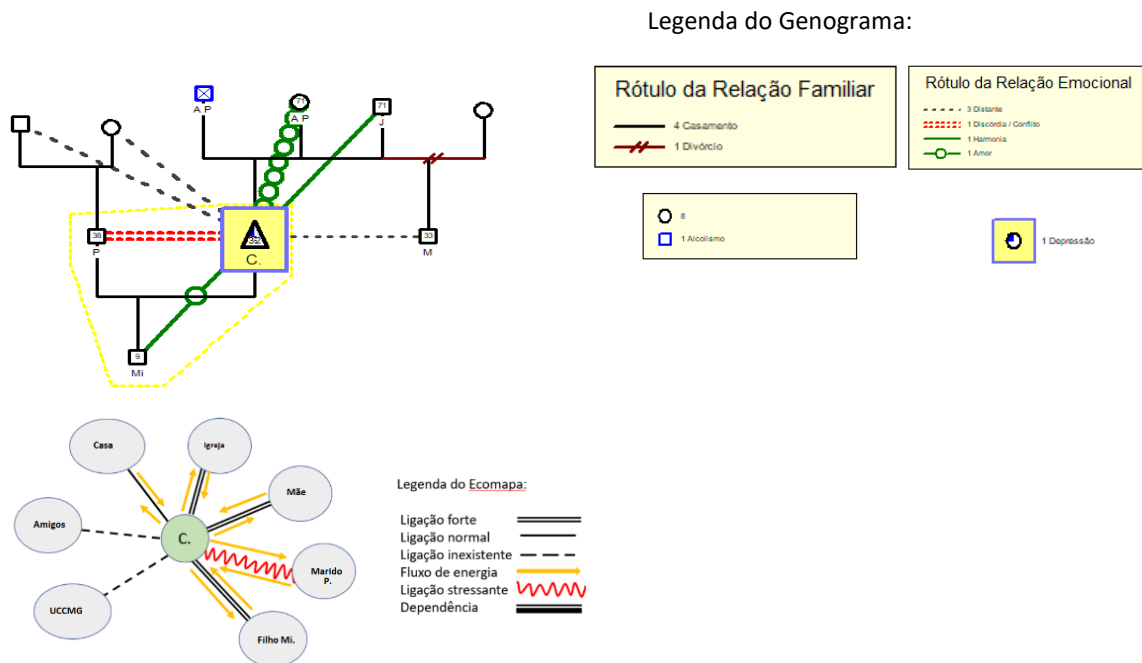 Legenda do Genograma:
Rótulo da Relação Familiar
4 Casamento
1 Divórcio
Rótulo da Relação Emocional
3 Distante
1 Discórdia / Conflito
1 Harmonia
1 Amor
8
1 Alcolismo
1 Depressão
A P
71
A P
71
J
38
P
C.
33
M
9
Mi
Casa
Igreja
Mãe
Amigos
C.
Marido
P.
UCCMG
Filho Mi.
Legenda do Ecomapa:
Ligação forte
Ligação normal
Ligação inexistente
Fluxo de energia
Ligação stressante
Dependência